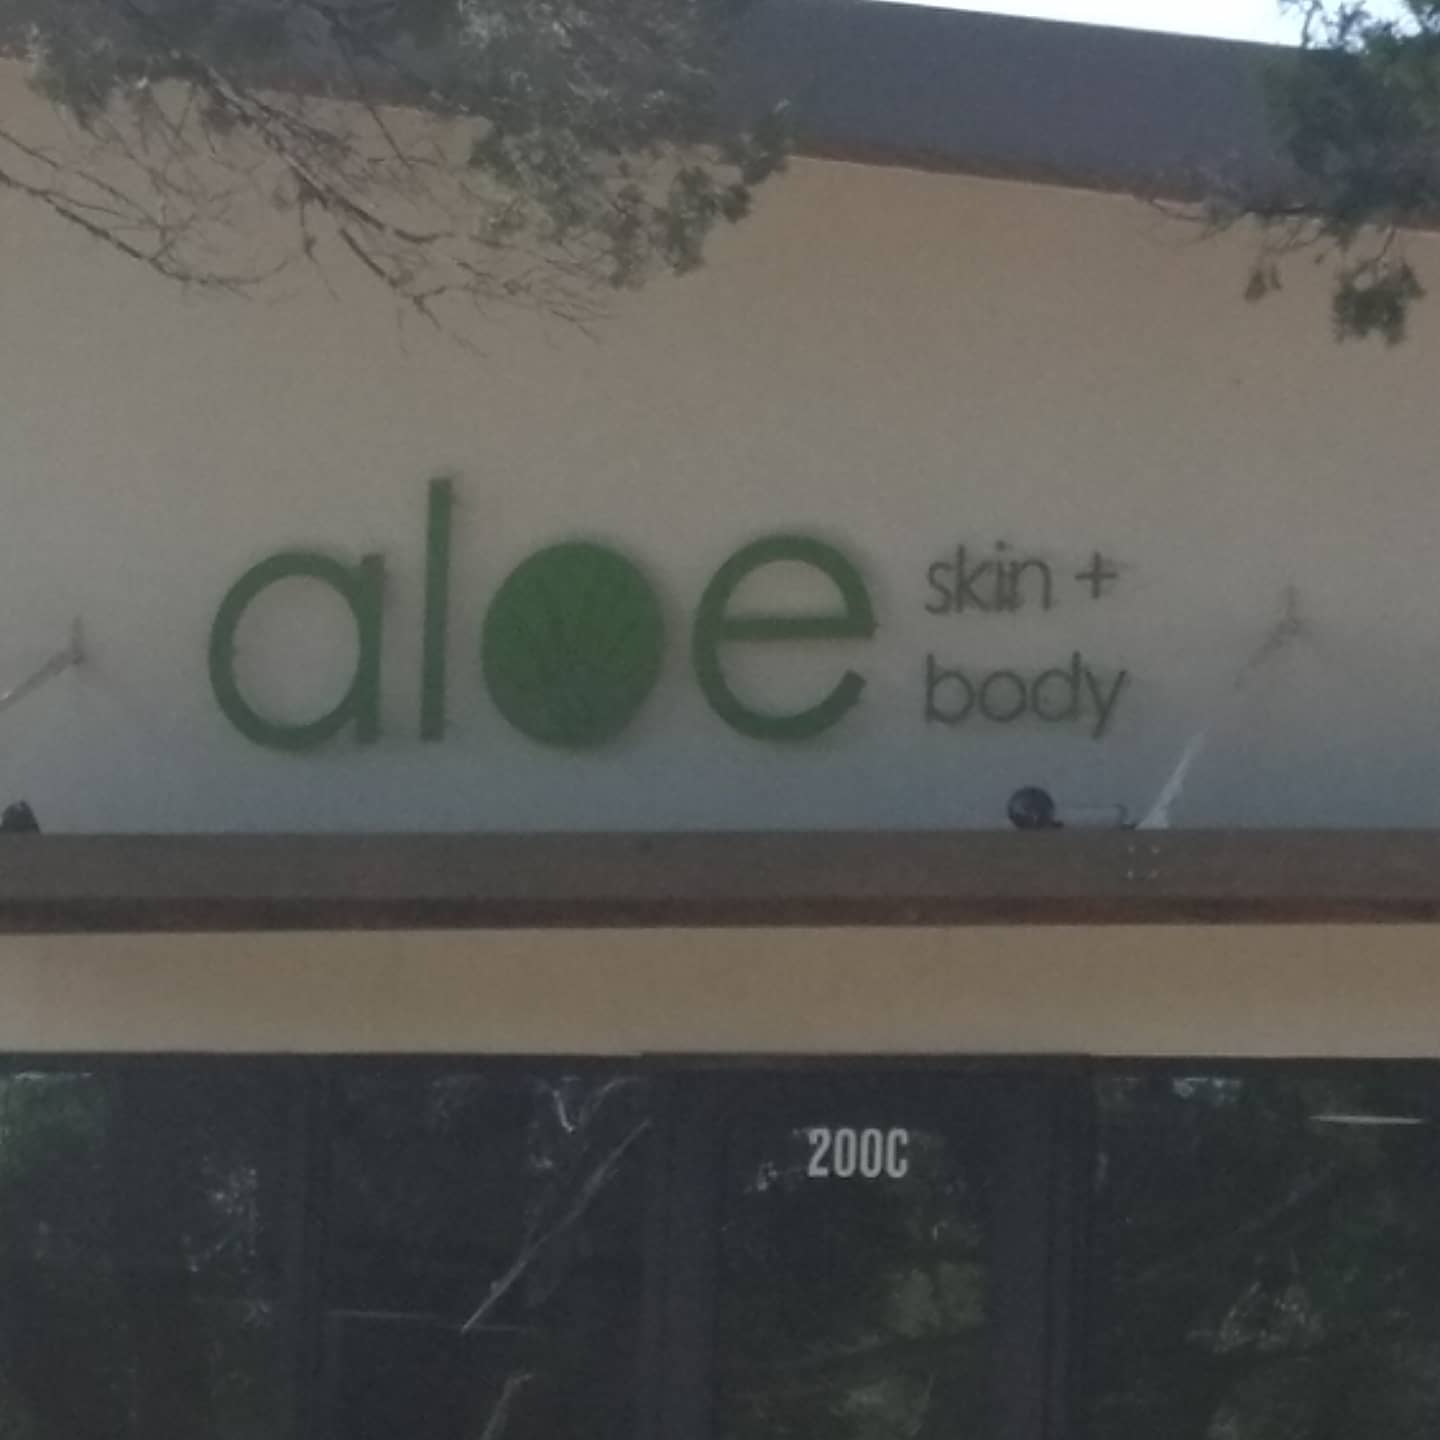 aloe
skin +
body
200C